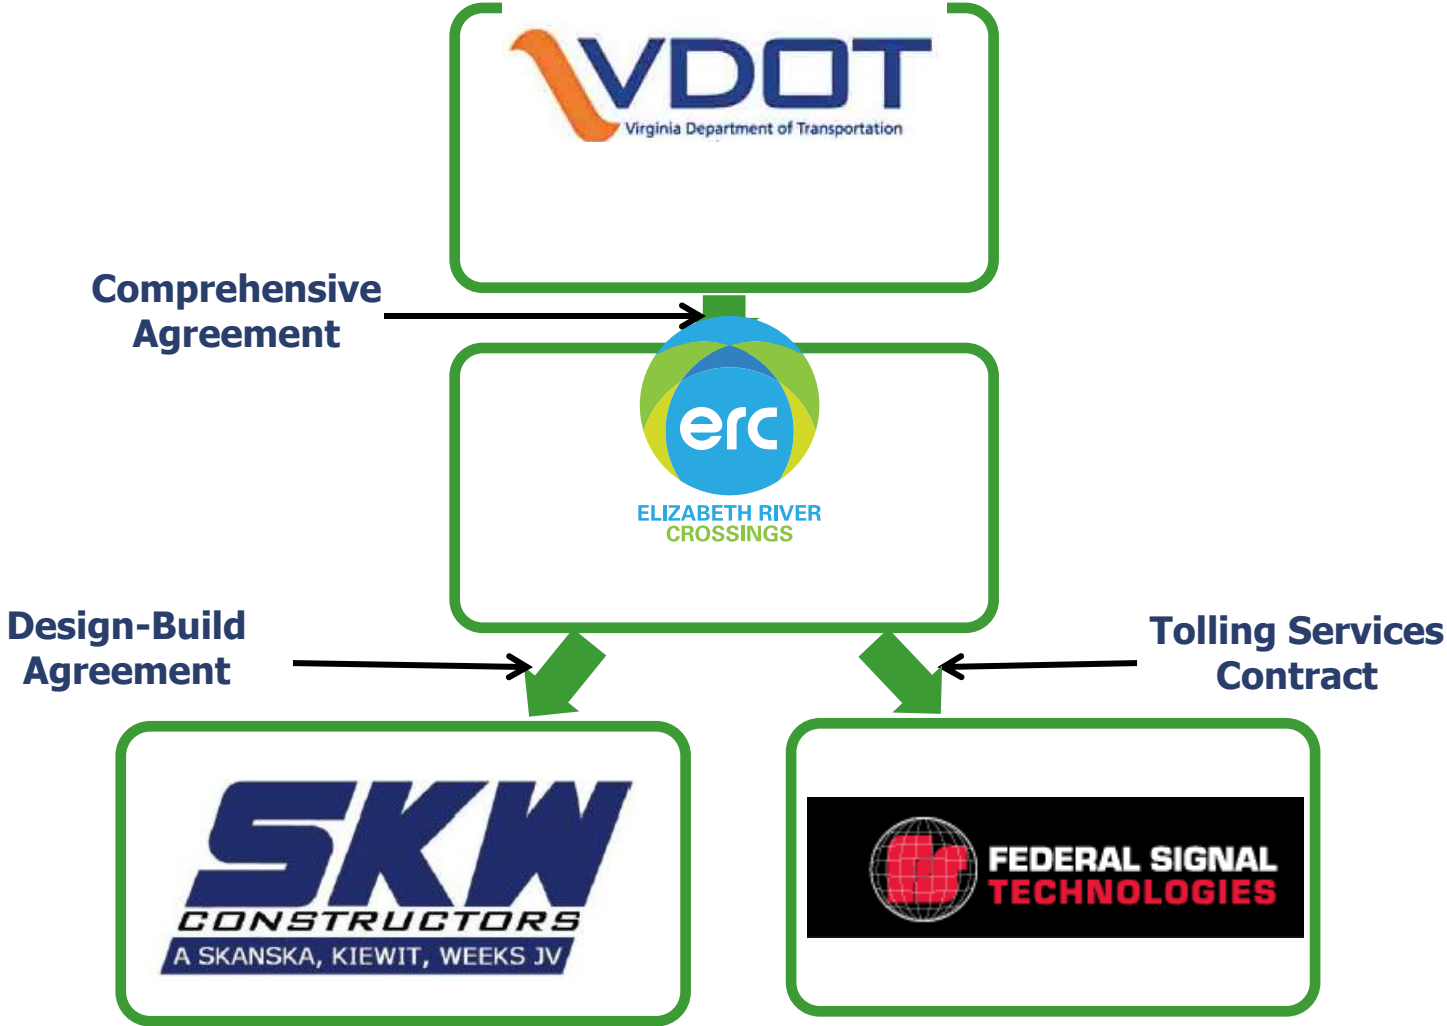 VDOT
Virginia Department of Transportation
Comprehensive
Agreement
erc
ELIZABETH RIVER
CROSSINGS
Design-Build
Agreement
Tolling Services
Contract
SKW
CONSTRUCTORS
A SKANSKA, KIEWIT, WEEKS JV
FEDERAL SIGNAL
TECHNOLOGIES